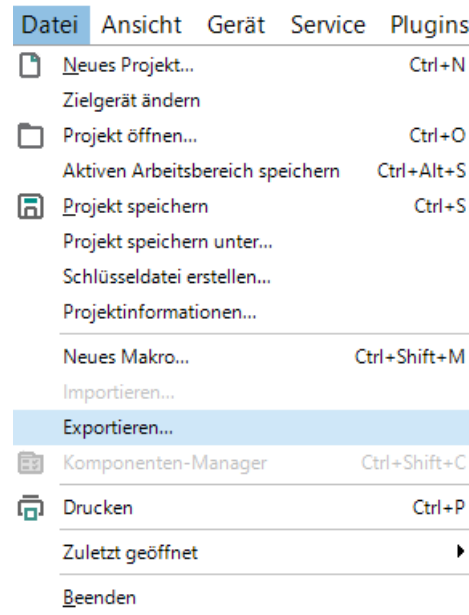 Datei Ansicht Gerät Service Plugins
Neues Projekt... Ctrl+N
Zielgerät ändern
Projekt öffnen... Ctrl+O
Aktiven Arbeitsbereich speichern Ctrl+Alt+S
Projekt speichern Ctrl+S
Projekt speichern unter...
Schlüsseldatei erstellen...
Projektinformationen...
Neues Makro... Ctrl+Shift+M
Importieren...
Exportieren...
Komponenten-Manager Ctrl+Shift+C
Drucken Ctrl+P
Zuletzt geöffnet
Beenden